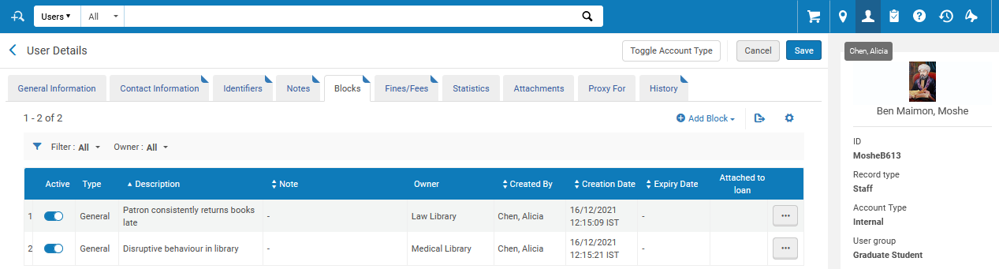 Users All
Chen, Alicia
User Details Toggle Account Type Cancel Save
General Information Contact Information Identifiers Notes Blocks Fines/Fees Statistics Attachments Proxy For History
1 - 2 of 2 Add Block
Filter : All Owner : All
Active Type Description Note Owner Created By Creation Date Expiry Date Attached to
loan
1 General Patron consistently returns books
late - Law Library Chen, Alicia 16/12/2021
12:15:09 IST -
2 General Disruptive behaviour in library - Medical Library Chen, Alicia 16/12/2021
12:15:21 IST -
Ben Maimon, Moshe
ID
MosheB613
Record type
Staff
Account Type
Internal
User group
Graduate Student